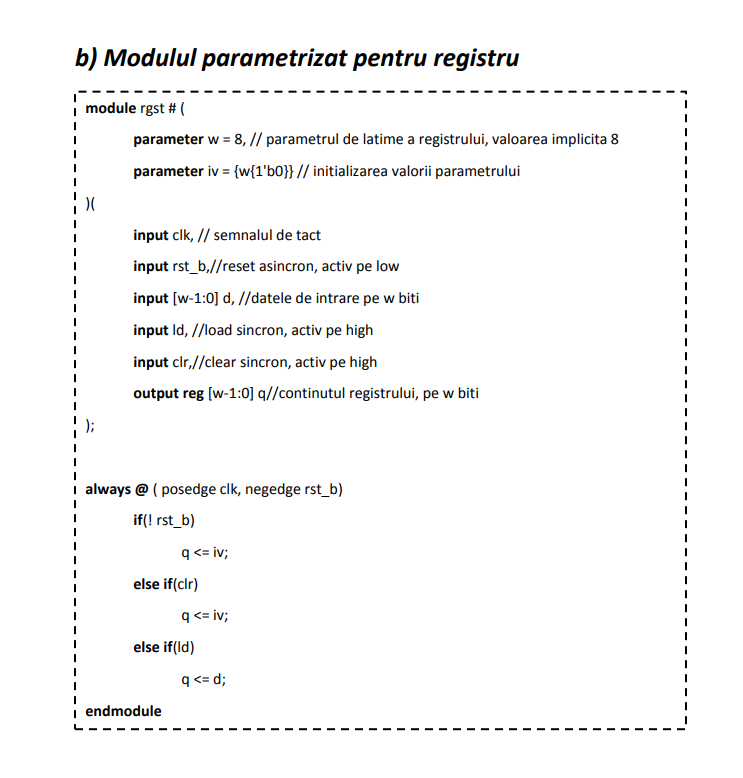 b) Modulul parametrizat pentru registru
module rgst # (
parameter w = 8, // parametrul de latime a registrului, valoarea implicita 8
parameter iv = {w{1'b0}} // initializarea valorii parametrului
)(
input clk, // semnalul de tact
input rst_b,//reset asincron, activ pe low
input [w-1:0] d, //datele de intrare pe w biti
input ld, //load sincron, activ pe high
input clr,//clear sincron, activ pe high
output reg [w-1:0] q//continutul registrului, pe w biti
);
always @ ( posedge clk, negedge rst_b)
if(! rst_b)
q <= iv;
else if(clr)
q <= iv;
else if(ld)
q <= d;
endmodule